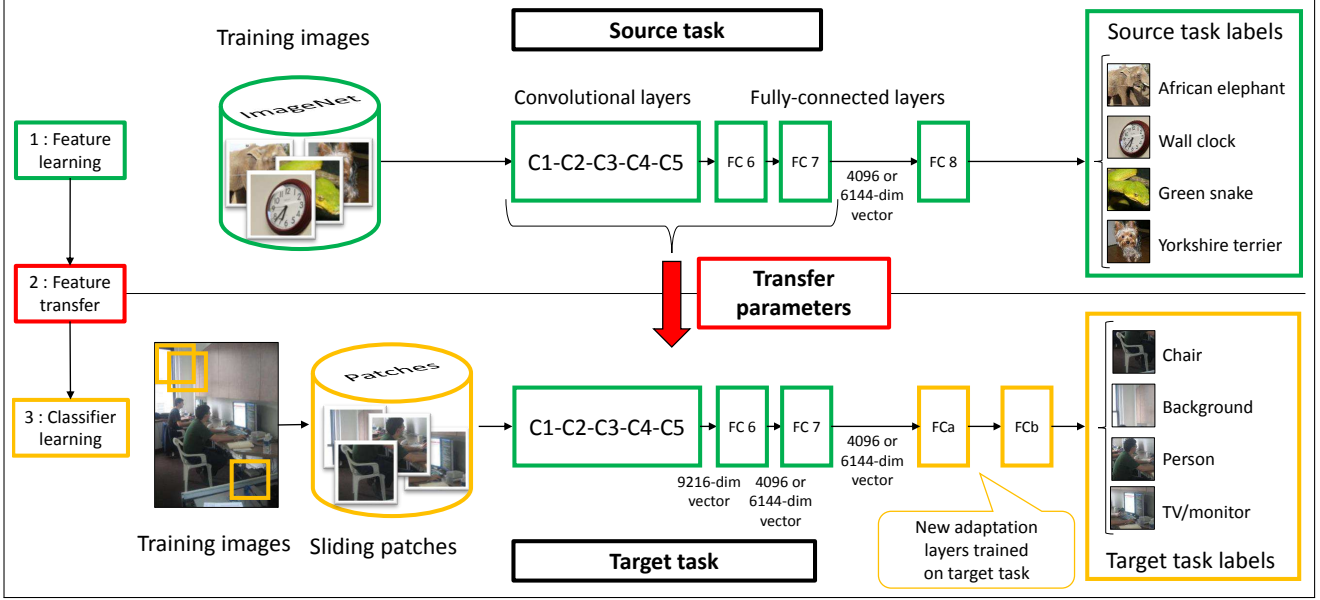 Training images
Source task
Source task labels
ImageNet
Convolutional layers
Fully-connected layers
African elephant
1 : Feature
learning
C1-C2-C3-C4-C5
FC 6
FC 7
4096 or
6144-dim
vector
FC 8
Wall clock
Green snake
Yorkshire terrier
2 : Feature
transfer
Transfer
parameters
3 : Classifier
learning
Patches
C1-C2-C3-C4-C5
FC 6
FC 7
4096 or
6144-dim
vector
FCa
FCb
Chair
Background
Person
TV/monitor
9216-dim
vector
4096 or
6144-dim
vector
New adaptation
layers trained
on target task
Training images
Sliding patches
Target task
Target task labels